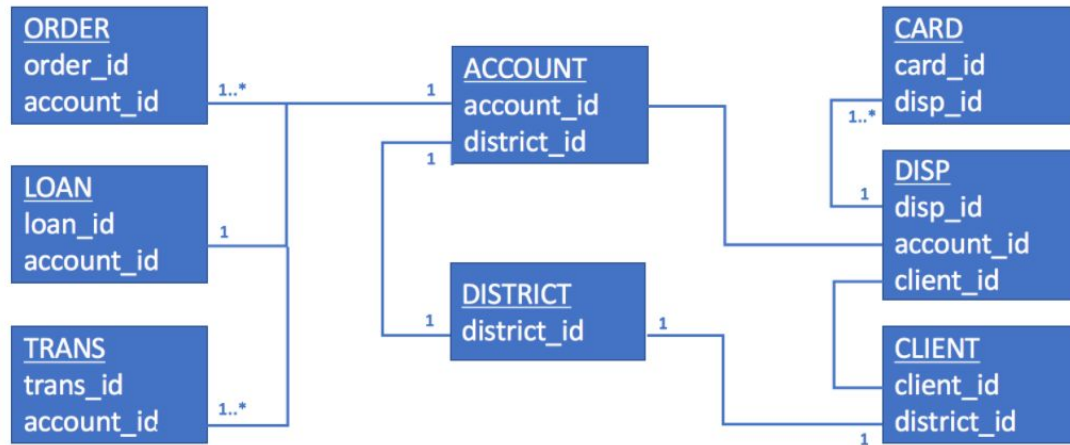 ORDER
order_id
account_id
1..*
LOAN
loan_id
account_id
1
TRANS
trans_id
account_id
1..*
1
ACCOUNT
account_id
district_id
1
DISTRICT
district_id
1
1
CARD
card_id
disp_id
1..*
DISP
disp_id
account_id
client_id
1
CLIENT
client_id
district_id
1